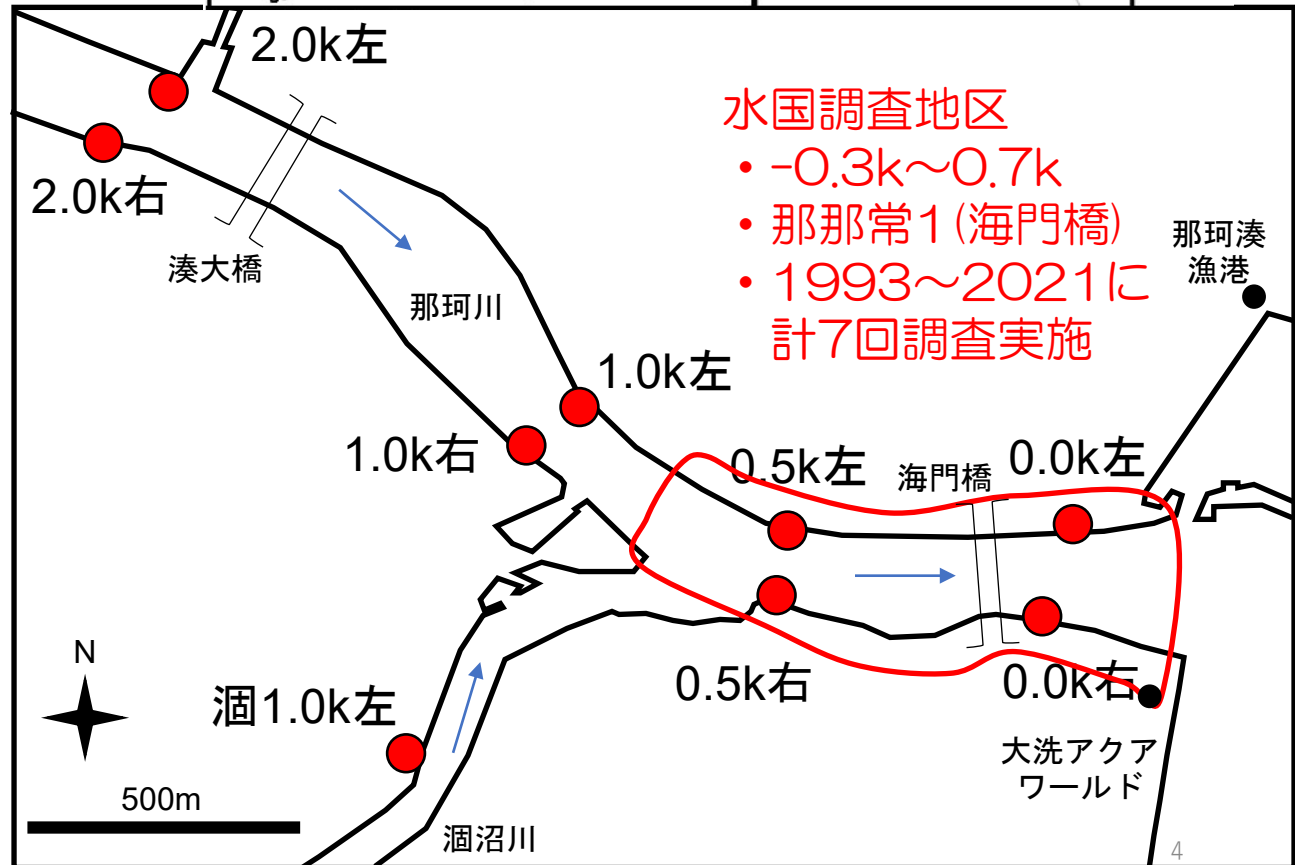 2.0k左
水国調査地区
・-0.3k～0.7k
・那那常1(海門橋)
・1993～2021に
計7回調査実施
2.0k右
湊大橋
那珂川
那珂湊
漁港
1.0k左
1.0k右
0.5k左
海門橋
0.0k左
N
涸1.0k左
0.5k右
0.0k右
大洗アクア
ワールド
500m
涸沼川
4